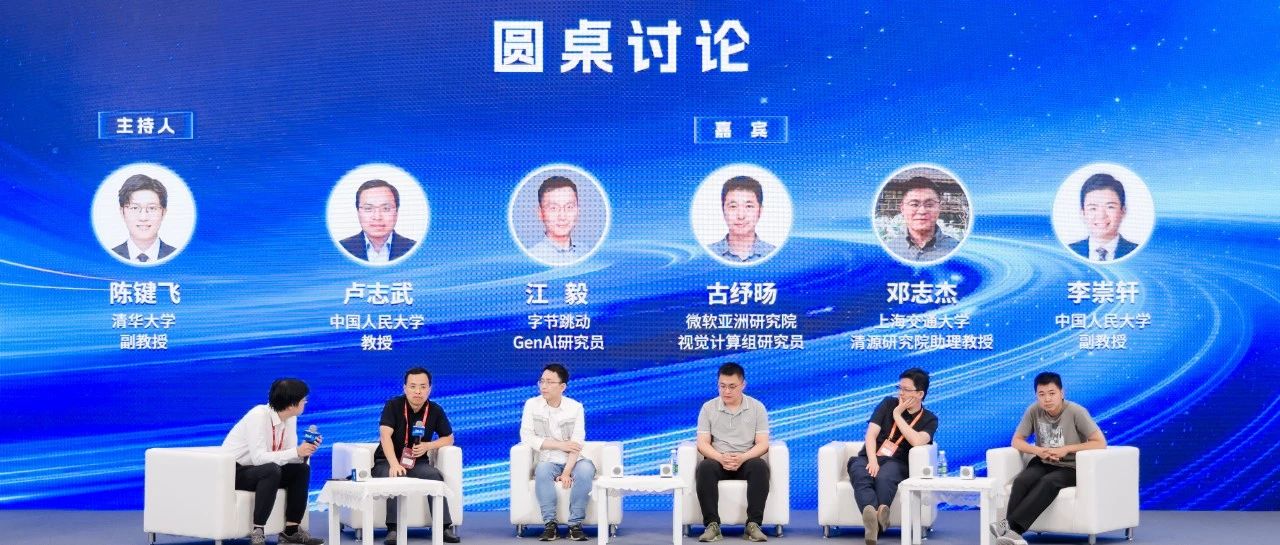 圆桌讨论
主持人
嘉 宾
陈键飞
清华大学
副教授
卢志武
中国人民大学
教授
江 毅
字节跳动
GenAI研究员
古纾旸
微软亚洲研究院
视觉计算组研究员
邓志杰
上海交通大学
清源研究院助理教授
李崇轩
中国人民大学
副教授